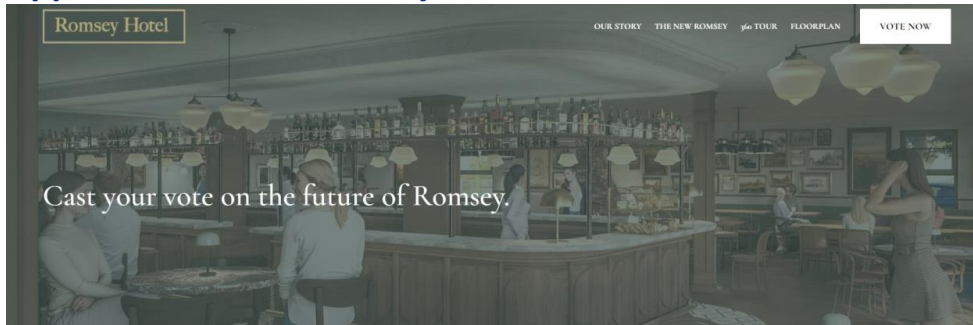 Romsey Hotel
OUR STORY THE NEW ROMSEY 360 TOUR FLOORPLAN VOTE NOW
Cast your vote on the future of Romsey.